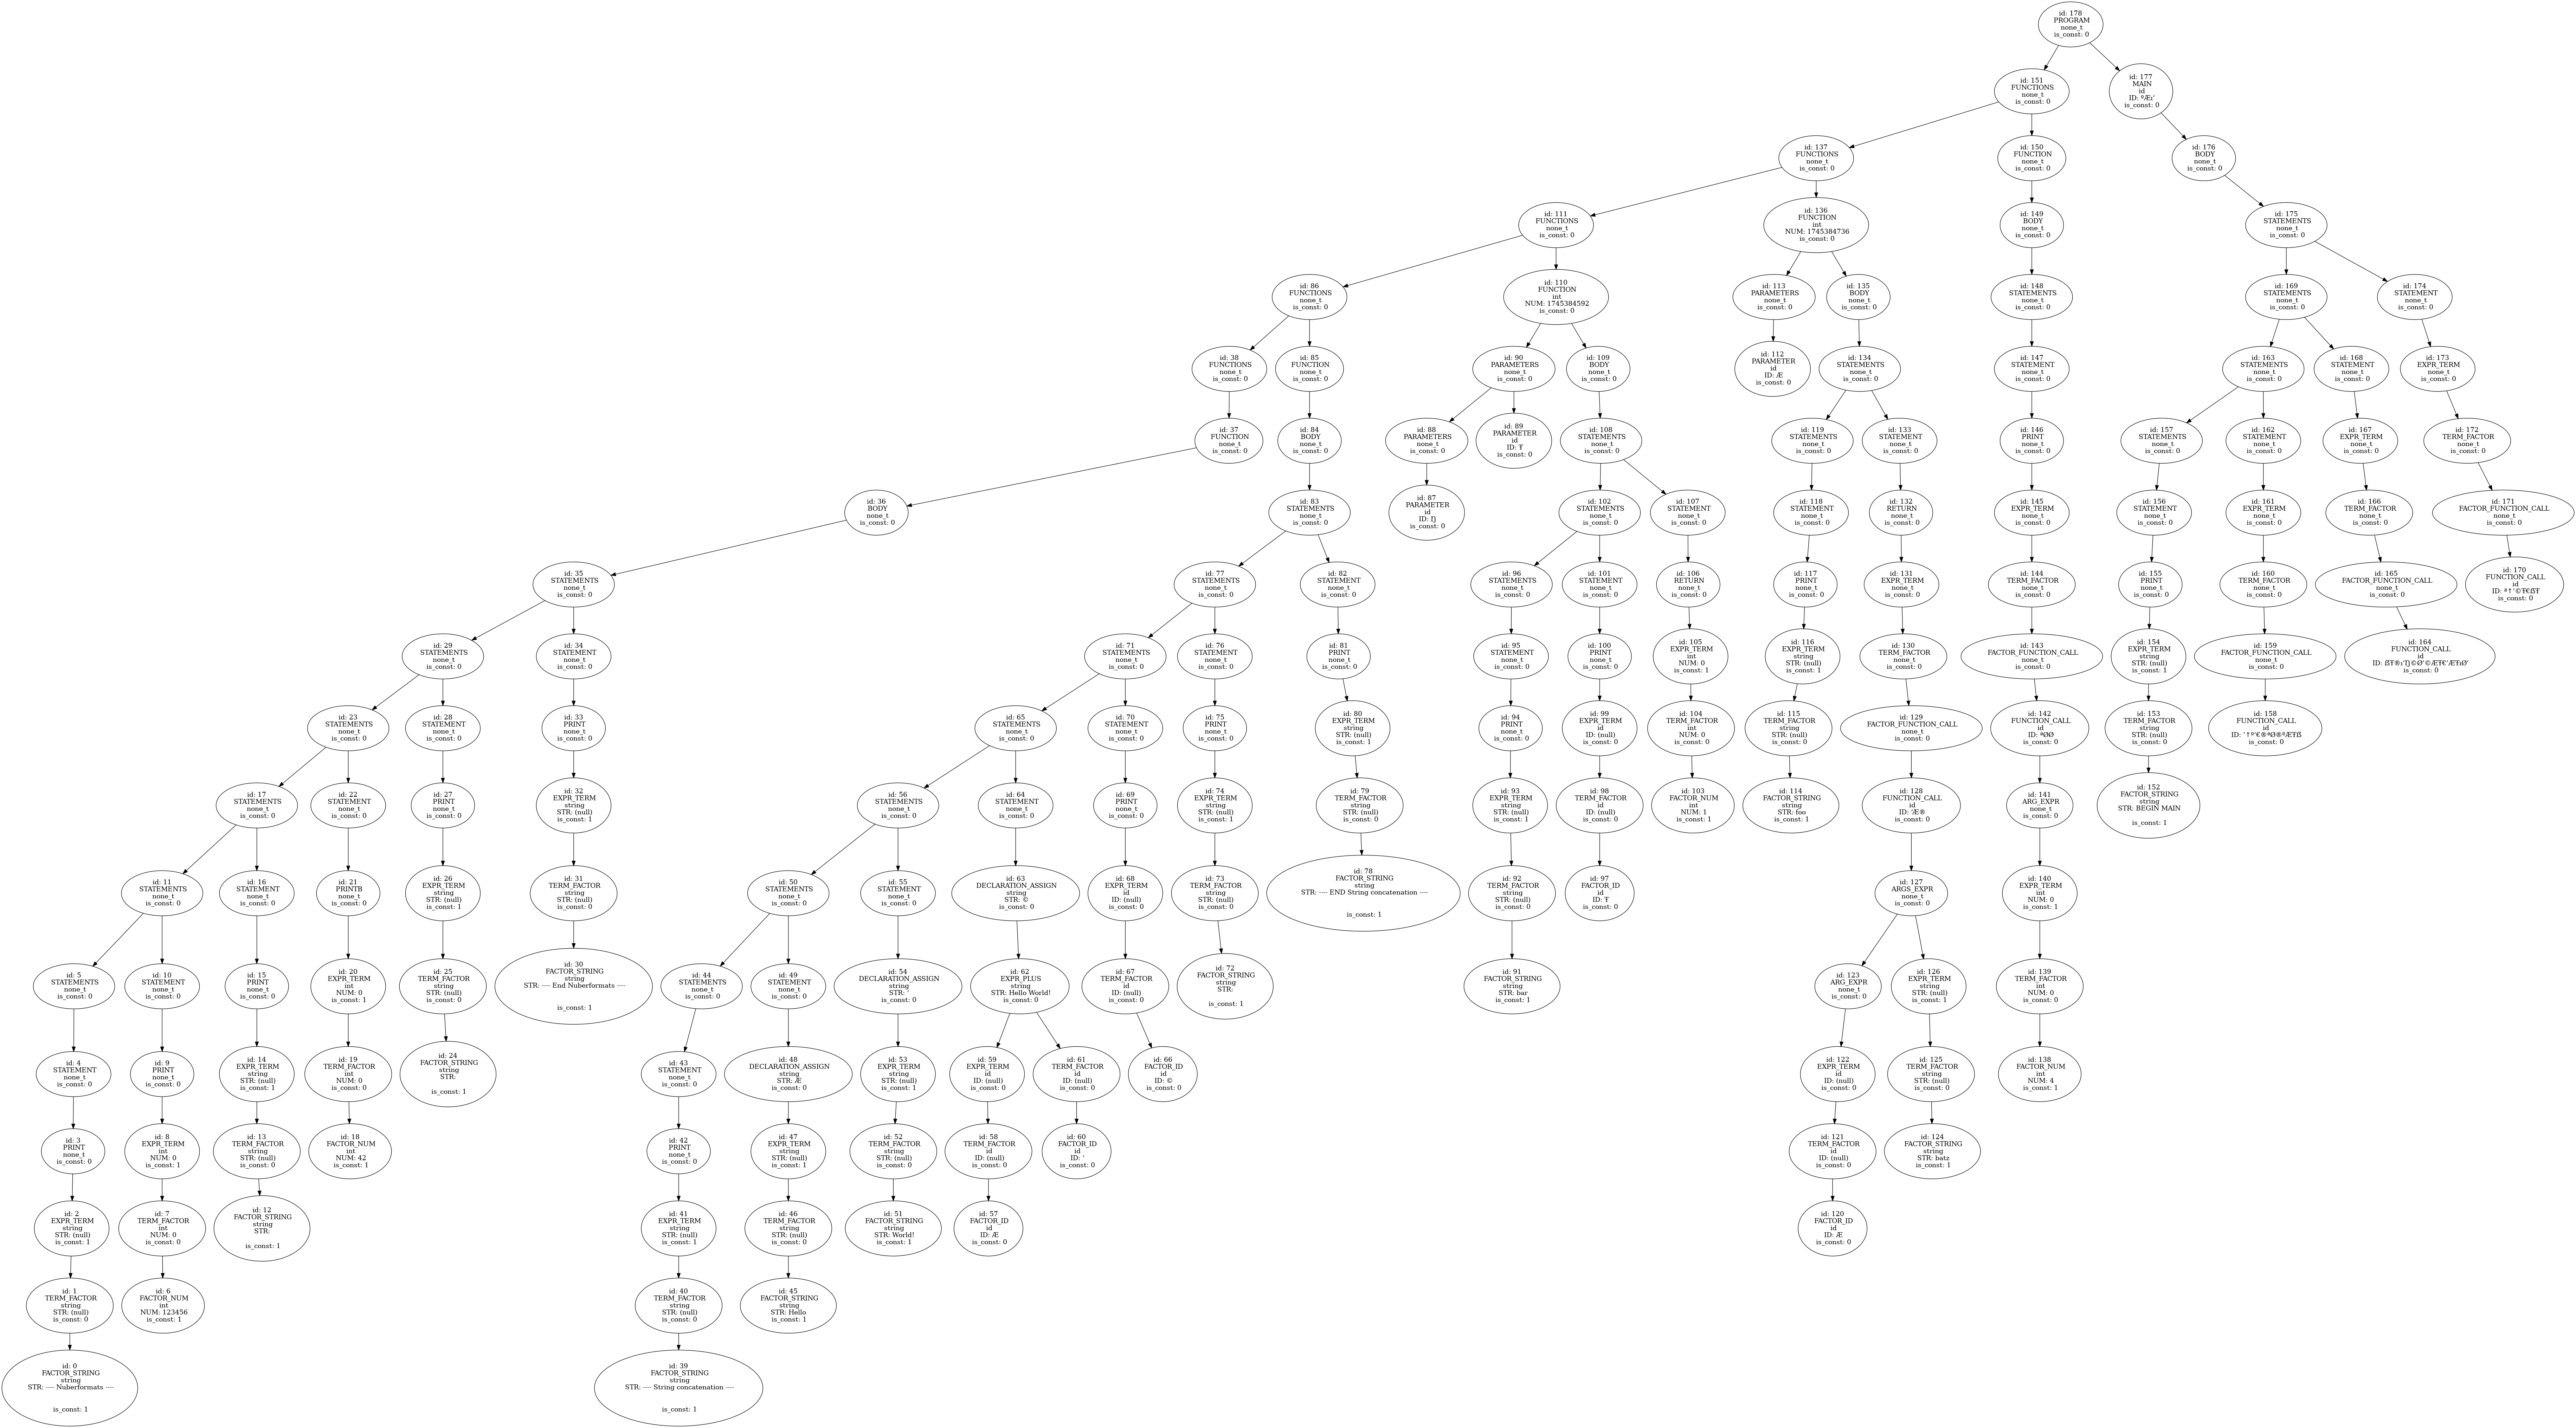 id: 178
PROGRAM
none_t
is_const: 0
id: 151
FUNCTIONS
none_t
is_const: 0
id: 177
MAIN
id
is_const: 0
id: 137
FUNCTIONS
none_t
is_const: 0
id: 150
FUNCTION
none_t
is_const: 0
id: 176
BODY
none_t
is_const: 0
id: 111
FUNCTIONS
none_t
is_const: 0
id: 136
FUNCTION
int
NUM: 1745384736
is_const: 0
id: 149
BODY
none_t
is_const: 0
id: 175
STATEMENTS
none_t
is_const: 0
id: 86
FUNCTIONS
none_t
is_const: 0
id: 110
FUNCTION
int
NUM: 1745384592
is_const: 0
id: 113
PARAMETERS
none_t
is_const: 0
id: 135
BODY
none_t
is_const: 0
id: 148
STATEMENTS
none_t
is_const: 0
id: 169
STATEMENTS
none_t
is_const: 0
id: 174
STATEMENT
none_t
is_const: 0
id: 38
FUNCTIONS
none_t
is_const: 0
id: 85
FUNCTION
none_t
is_const: 0
id: 90
PARAMETERS
none_t
is_const: 0
id: 109
BODY
none_t
is_const: 0
id: 112
PARAMETER
id
ID: Æ
is_const: 0
id: 134
STATEMENTS
none_t
is_const: 0
id: 147
STATEMENT
none_t
is_const: 0
id: 163
STATEMENTS
none_t
is_const: 0
id: 168
STATEMENT
none_t
is_const: 0
id: 173
EXPR_TERM
none_t
is_const: 0
id: 37
FUNCTION
none_t
is_const: 0
id: 84
BODY
none_t
is_const: 0
id: 88
PARAMETERS
none_t
is_const: 0
id: 89
PARAMETER
id
ID: Ŧ
is_const: 0
id: 108
STATEMENTS
none_t
is_const: 0
id: 119
STATEMENTS
none_t
is_const: 0
id: 133
STATEMENT
none_t
is_const: 0
id: 146
PRINT
none_t
is_const: 0
id: 157
STATEMENTS
none_t
is_const: 0
id: 162
STATEMENT
none_t
is_const: 0
id: 167
EXPR_TERM
none_t
is_const: 0
id: 172
TERM_FACTOR
none_t
is_const: 0
id: 36
BODY
none_t
is_const: 0
id: 83
STATEMENTS
none_t
is_const: 0
id: 87
PARAMETER
id
ID: Ŋ
is_const: 0
id: 102
STATEMENTS
none_t
is_const: 0
id: 107
STATEMENT
none_t
is_const: 0
id: 118
STATEMENT
none_t
is_const: 0
id: 132
RETURN
none_t
is_const: 0
id: 145
EXPR_TERM
none_t
is_const: 0
id: 156
STATEMENT
none_t
is_const: 0
id: 161
EXPR_TERM
none_t
is_const: 0
id: 166
TERM_FACTOR
none_t
is_const: 0
id: 171
FACTOR_FUNCTION_CALL
none_t
is_const: 0
id: 35
STATEMENTS
none_t
is_const: 0
id: 77
STATEMENTS
none_t
is_const: 0
id: 82
STATEMENT
none_t
is_const: 0
id: 96
STATEMENTS
none_t
is_const: 0
id: 101
STATEMENT
none_t
is_const: 0
id: 106
RETURN
none_t
is_const: 0
id: 117
PRINT
none_t
is_const: 0
id: 131
EXPR_TERM
none_t
is_const: 0
id: 144
TERM_FACTOR
none_t
is_const: 0
id: 155
PRINT
none_t
is_const: 0
id: 160
TERM_FACTOR
none_t
is_const: 0
id: 165
FACTOR_FUNCTION_CALL
none_t
is_const: 0
id: 170
FUNCTION_CALL
id
is_const: 0
id: 29
STATEMENTS
none_t
is_const: 0
id: 34
STATEMENT
none_t
is_const: 0
id: 71
STATEMENTS
none_t
is_const: 0
id: 76
STATEMENT
none_t
is_const: 0
id: 81
PRINT
none_t
is_const: 0
id: 95
STATEMENT
none_t
is_const: 0
id: 100
PRINT
none_t
is_const: 0
id: 105
EXPR_TERM
int
NUM: 0
is_const: 1
id: 116
EXPR_TERM
string
STR: (null)
is_const: 1
id: 130
TERM_FACTOR
none_t
is_const: 0
id: 143
FACTOR_FUNCTION_CALL
none_t
is_const: 0
id: 154
EXPR_TERM
string
STR: (null)
is_const: 1
id: 159
FACTOR_FUNCTION_CALL
none_t
is_const: 0
id: 164
FUNCTION_CALL
id
is_const: 0
id: 23
STATEMENTS
none_t
is_const: 0
id: 28
STATEMENT
none_t
is_const: 0
id: 33
PRINT
none_t
is_const: 0
id: 65
STATEMENTS
none_t
is_const: 0
id: 70
STATEMENT
none_t
is_const: 0
id: 75
PRINT
none_t
is_const: 0
id: 80
EXPR_TERM
string
STR: (null)
is_const: 1
id: 94
PRINT
none_t
is_const: 0
id: 99
EXPR_TERM
id
ID: (null)
is_const: 0
id: 104
TERM_FACTOR
int
NUM: 0
is_const: 0
id: 115
TERM_FACTOR
string
STR: (null)
is_const: 0
id: 129
FACTOR_FUNCTION_CALL
none_t
is_const: 0
id: 142
FUNCTION_CALL
id
ID: ªØØ
is_const: 0
id: 153
TERM_FACTOR
string
STR: (null)
is_const: 0
id: 158
FUNCTION_CALL
id
is_const: 0
id: 17
STATEMENTS
none_t
is_const: 0
id: 22
STATEMENT
none_t
is_const: 0
id: 27
PRINT
none_t
is_const: 0
id: 32
EXPR_TERM
string
STR: (null)
is_const: 1
id: 56
STATEMENTS
none_t
is_const: 0
id: 64
STATEMENT
none_t
is_const: 0
id: 69
PRINT
none_t
is_const: 0
id: 74
EXPR_TERM
string
STR: (null)
is_const: 1
id: 79
TERM_FACTOR
string
STR: (null)
is_const: 0
id: 93
EXPR_TERM
string
STR: (null)
is_const: 1
id: 98
TERM_FACTOR
id
ID: (null)
is_const: 0
id: 103
FACTOR_NUM
int
NUM: 1
is_const: 1
id: 114
FACTOR_STRING
string
STR: foo
is_const: 1
id: 128
FUNCTION_CALL
id
ID: 'Æ®
is_const: 0
id: 141
ARG_EXPR
none_t
is_const: 0
id: 152
FACTOR_STRING
string
STR: BEGIN MAIN
is_const: 1
id: 11
STATEMENTS
none_t
is_const: 0
id: 16
STATEMENT
none_t
is_const: 0
id: 21
PRINTB
none_t
is_const: 0
id: 26
EXPR_TERM
string
STR: (null)
is_const: 1
id: 31
TERM_FACTOR
string
STR: (null)
is_const: 0
id: 50
STATEMENTS
none_t
is_const: 0
id: 55
STATEMENT
none_t
is_const: 0
id: 63
DECLARATION_ASSIGN
string
STR: ©
is_const: 0
id: 68
EXPR_TERM
id
ID: (null)
is_const: 0
id: 73
TERM_FACTOR
string
STR: (null)
is_const: 0
id: 78
FACTOR_STRING
string
STR: ---- END String concatenation ----
is_const: 1
id: 92
TERM_FACTOR
string
STR: (null)
is_const: 0
id: 97
FACTOR_ID
id
ID: Ŧ
is_const: 0
id: 127
ARGS_EXPR
none_t
is_const: 0
id: 140
EXPR_TERM
int
NUM: 0
is_const: 1
id: 5
STATEMENTS
none_t
is_const: 0
id: 10
STATEMENT
none_t
is_const: 0
id: 15
PRINT
none_t
is_const: 0
id: 20
EXPR_TERM
int
NUM: 0
is_const: 1
id: 25
TERM_FACTOR
string
STR: (null)
is_const: 0
id: 30
FACTOR_STRING
string
STR: ---- End Nuberformats ----
is_const: 1
id: 44
STATEMENTS
none_t
is_const: 0
id: 49
STATEMENT
none_t
is_const: 0
id: 54
DECLARATION_ASSIGN
string
STR: '
is_const: 0
id: 62
EXPR_PLUS
string
STR: Hello World!
is_const: 0
id: 67
TERM_FACTOR
id
ID: (null)
is_const: 0
id: 72
FACTOR_STRING
string
STR:
is_const: 1
id: 91
FACTOR_STRING
string
STR: bar
is_const: 1
id: 123
ARG_EXPR
none_t
is_const: 0
id: 126
EXPR_TERM
string
STR: (null)
is_const: 1
id: 139
TERM_FACTOR
int
NUM: 0
is_const: 0
id: 4
STATEMENT
none_t
is_const: 0
id: 9
PRINT
none_t
is_const: 0
id: 14
EXPR_TERM
string
STR: (null)
is_const: 1
id: 19
TERM_FACTOR
int
NUM: 0
is_const: 0
id: 24
FACTOR_STRING
string
STR:
is_const: 1
id: 43
STATEMENT
none_t
is_const: 0
id: 48
DECLARATION_ASSIGN
string
STR: Æ
is_const: 0
id: 53
EXPR_TERM
string
STR: (null)
is_const: 1
id: 59
EXPR_TERM
id
ID: (null)
is_const: 0
id: 61
TERM_FACTOR
id
ID: (null)
is_const: 0
id: 66
FACTOR_ID
id
ID: ©
is_const: 0
id: 122
EXPR_TERM
id
ID: (null)
is_const: 0
id: 125
TERM_FACTOR
string
STR: (null)
is_const: 0
id: 138
FACTOR_NUM
int
NUM: 4
is_const: 1
id: 3
PRINT
none_t
is_const: 0
id: 8
EXPR_TERM
int
NUM: 0
is_const: 1
id: 13
TERM_FACTOR
string
STR: (null)
is_const: 0
id: 18
FACTOR_NUM
int
NUM: 42
is_const: 1
id: 42
PRINT
none_t
is_const: 0
id: 47
EXPR_TERM
string
STR: (null)
is_const: 1
id: 52
TERM_FACTOR
string
STR: (null)
is_const: 0
id: 58
TERM_FACTOR
id
ID: (null)
is_const: 0
id: 60
FACTOR_ID
id
ID: '
is_const: 0
id: 121
TERM_FACTOR
id
ID: (null)
is_const: 0
id: 124
FACTOR_STRING
string
STR: batz
is_const: 1
id: 2
EXPR_TERM
string
STR: (null)
is_const: 1
id: 7
TERM_FACTOR
int
NUM: 0
is_const: 0
id: 12
FACTOR_STRING
string
STR:
is_const: 1
id: 41
EXPR_TERM
string
STR: (null)
is_const: 1
id: 46
TERM_FACTOR
string
STR: (null)
is_const: 0
id: 51
FACTOR_STRING
string
STR: World!
is_const: 1
id: 57
FACTOR_ID
id
ID: Æ
is_const: 0
id: 120
FACTOR_ID
id
ID: Æ
is_const: 0
id: 1
TERM_FACTOR
string
STR: (null)
is_const: 0
id: 6
FACTOR_NUM
int
NUM: 123456
is_const: 1
id: 40
TERM_FACTOR
string
STR: (null)
is_const: 0
id: 45
FACTOR_STRING
string
STR: Hello
is_const: 1
id: 0
FACTOR_STRING
string
STR: ---- Nuberformats ----
is_const: 1
id: 39
FACTOR_STRING
string
STR: ---- String concatenation ----
is_const: 1